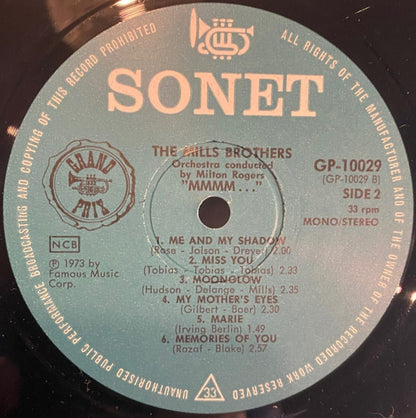 UNAUTHORISED PUBLIC PERFORMANCE BROADCASTING AND COPYING OF THIS RECORD PROHIBITED
ALL RIGHTS OF THE MANUFACTURER AND OF THE OWNER OF THE RECORDED WORK RESERVED
SONET
GRAND
PRIX
THE MILLS BROTHERS
Orchestra conducted
by Milton Rogers
"MMMM..."
GP-10029
(GP-10029 B)
SIDE 2
33 rpm
MONO/STEREO
NCB
Ⓟ 1973 by
Famous Music
Corp.
1. ME AND MY SHADOW
(Rose - Jolson - Dreyer) 2.00
2. MISS YOU
(Tobias - Tobias - Tobias) 2.33
3. MOONGLOW
(Hudson - Delange - Mills) 2.35
4. MY MOTHER'S EYES
(Gilbert - Baer) 2.30
5. MARIE
(Irving Berlin) 1.49
6. MEMORIES OF YOU
(Razaf - Blake) 2.57
33